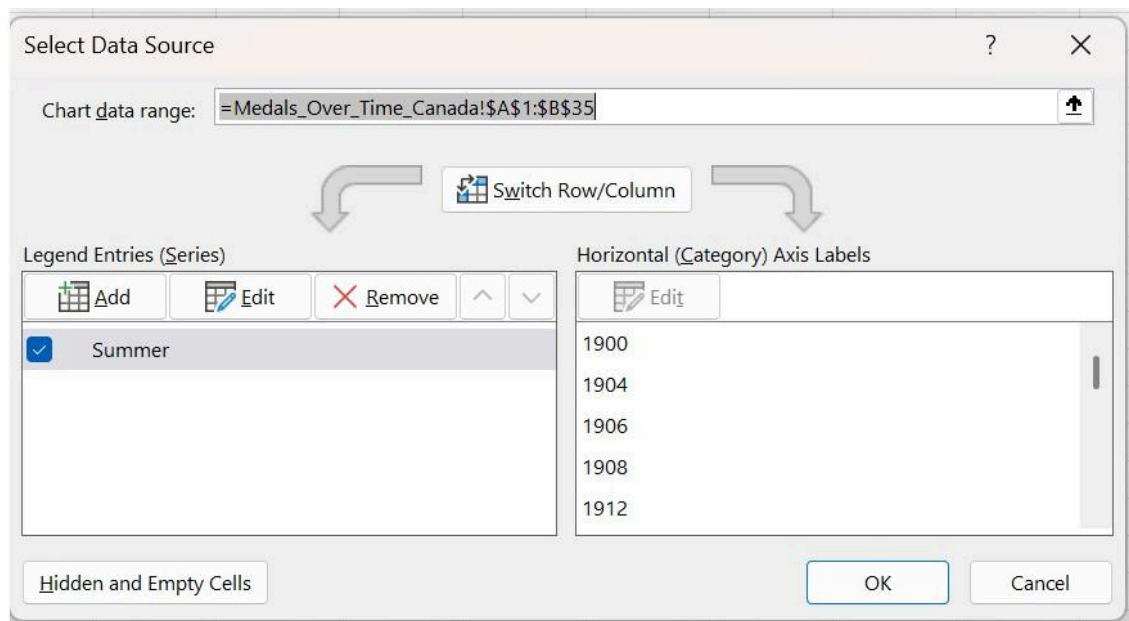 Select Data Source ?
Chart data range: =Medals_Over_Time_Canada!$A$1:$B$35
Switch Row/Column
Legend Entries (Series)
Add Edit Remove
Summer
Horizontal (Category) Axis Labels
Edit
1900
1904
1906
1908
1912
Hidden and Empty Cells
OK Cancel